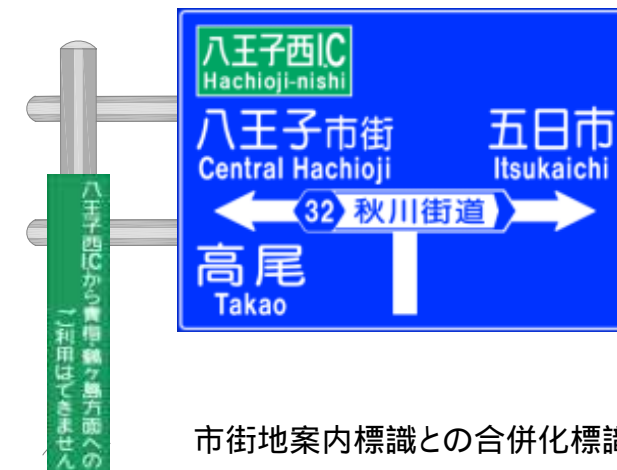 八王子西I.C
Hachioji-nishi
八王子市街
Central Hachioji
五日市
Itsukaichi
32 秋川街道
高尾
Takao
八王子西ICから青梅・鶴ヶ島方面への
ご利用はできません
市街地案内標識との合併化標識